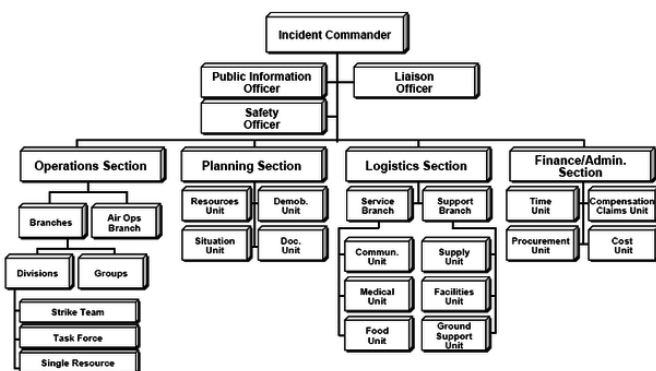 Incident Commander
Public Information
Officer
Liaison
Officer
Safety
Officer
Operations Section
Planning Section
Logistics Section
Finance/Admin.
Section
Branches
Air Ops
Branch
Divisions
Groups
Strike Team
Task Force
Single Resource
Resources
Unit
Demob.
Unit
Situation
Unit
Doc.
Unit
Service
Branch
Support
Branch
Commun.
Unit
Supply
Unit
Medical
Unit
Facilities
Unit
Food
Unit
Ground
Support
Unit
Time
Unit
Compensation
Claims Unit
Procurement
Unit
Cost
Unit